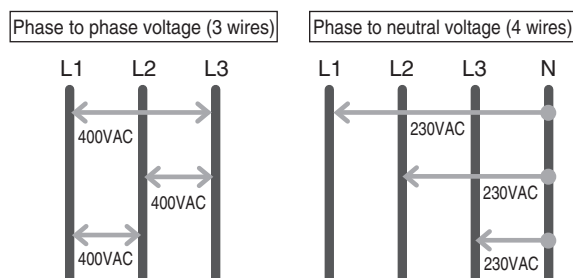 Phase to phase voltage (3 wires)
L1 L2 L3
400VAC
400VAC
400VAC
Phase to neutral voltage (4 wires)
L1 L2 L3 N
230VAC
230VAC
230VAC